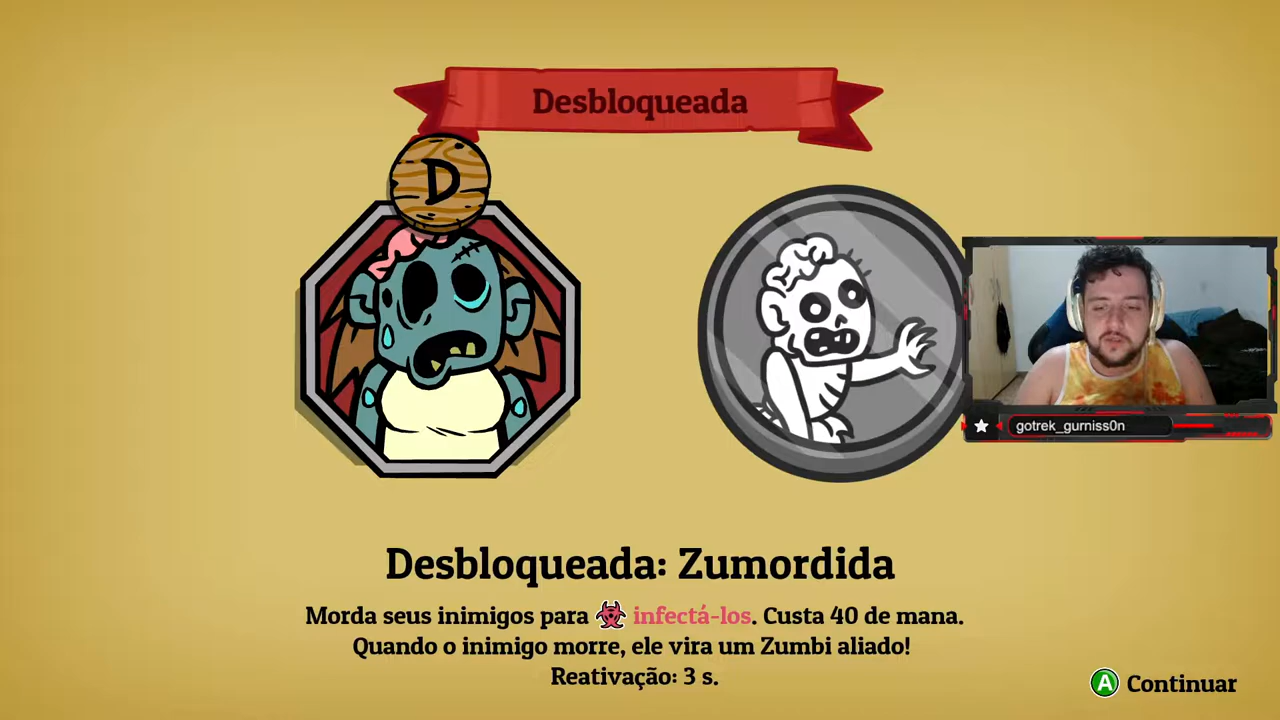 Desbloqueada
D
gotrek_gurniss0n
Desbloqueada: Zumordida
Morda seus inimigos para infectá-los. Custa 40 de mana.
Quando o inimigo morre, ele vira um Zumbi aliado!
Reativação: 3 s.
A Continuar